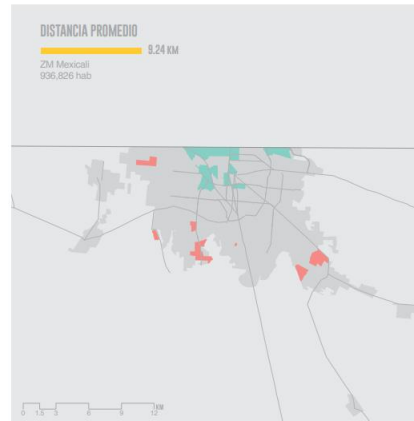 DISTANCIA PROMEDIO
9.24 KM
ZM Mexicali
936,826 hab
KM
0 1.5 3 6 9 12